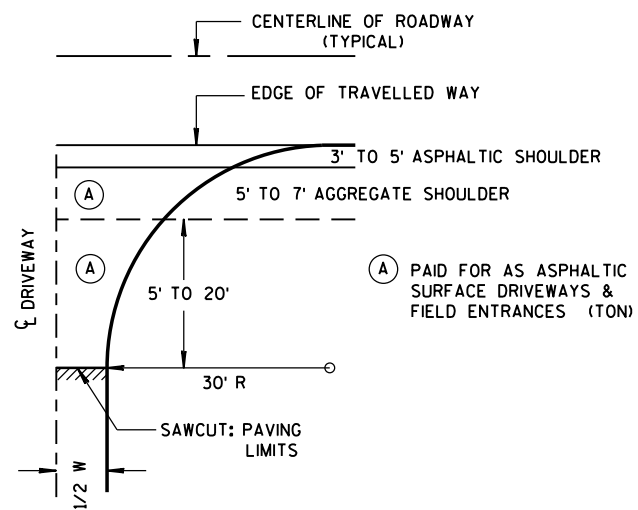 CENTERLINE OF ROADWAY
(TYPICAL)
EDGE OF TRAVELLED WAY
3' TO 5' ASPHALTIC SHOULDER
5' TO 7' AGGREGATE SHOULDER
A
A
℄ DRIVEWAY
5' TO 20'
A PAID FOR AS ASPHALTIC
SURFACE DRIVEWAYS &
FIELD ENTRANCES (TON)
30' R
SAWCUT: PAVING
LIMITS
1/2 W